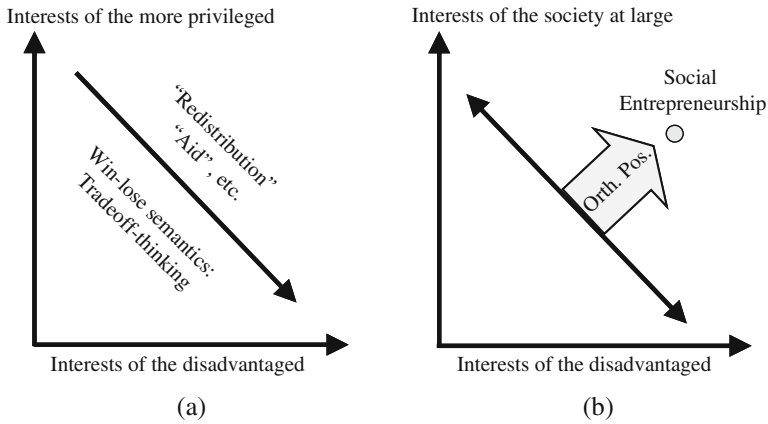 Interests of the more privileged
“Redistribution”
“Aid”, etc.
Win-lose semantics:
Tradeoff-thinking
Interests of the disadvantaged
(a)
Interests of the society at large
Social
Entrepreneurship
Orth. Pos.
Interests of the disadvantaged
(b)